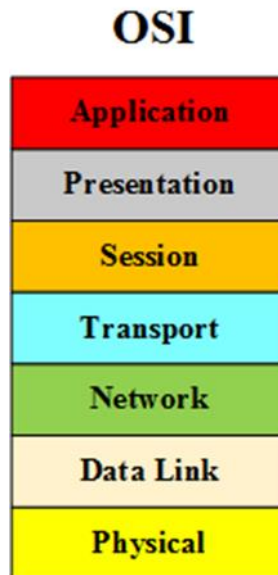 OSI
Application
Presentation
Session
Transport
Network
Data Link
Physical